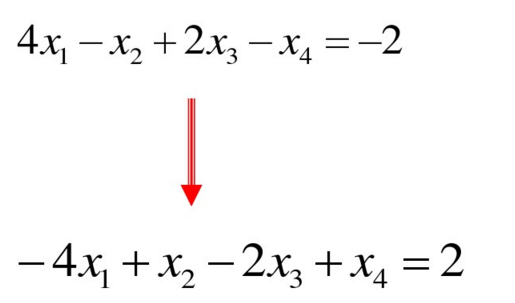 4x₁ − x₂ + 2x₃ − x₄ = −2
−4x₁ + x₂ − 2x₃ + x₄ = 2